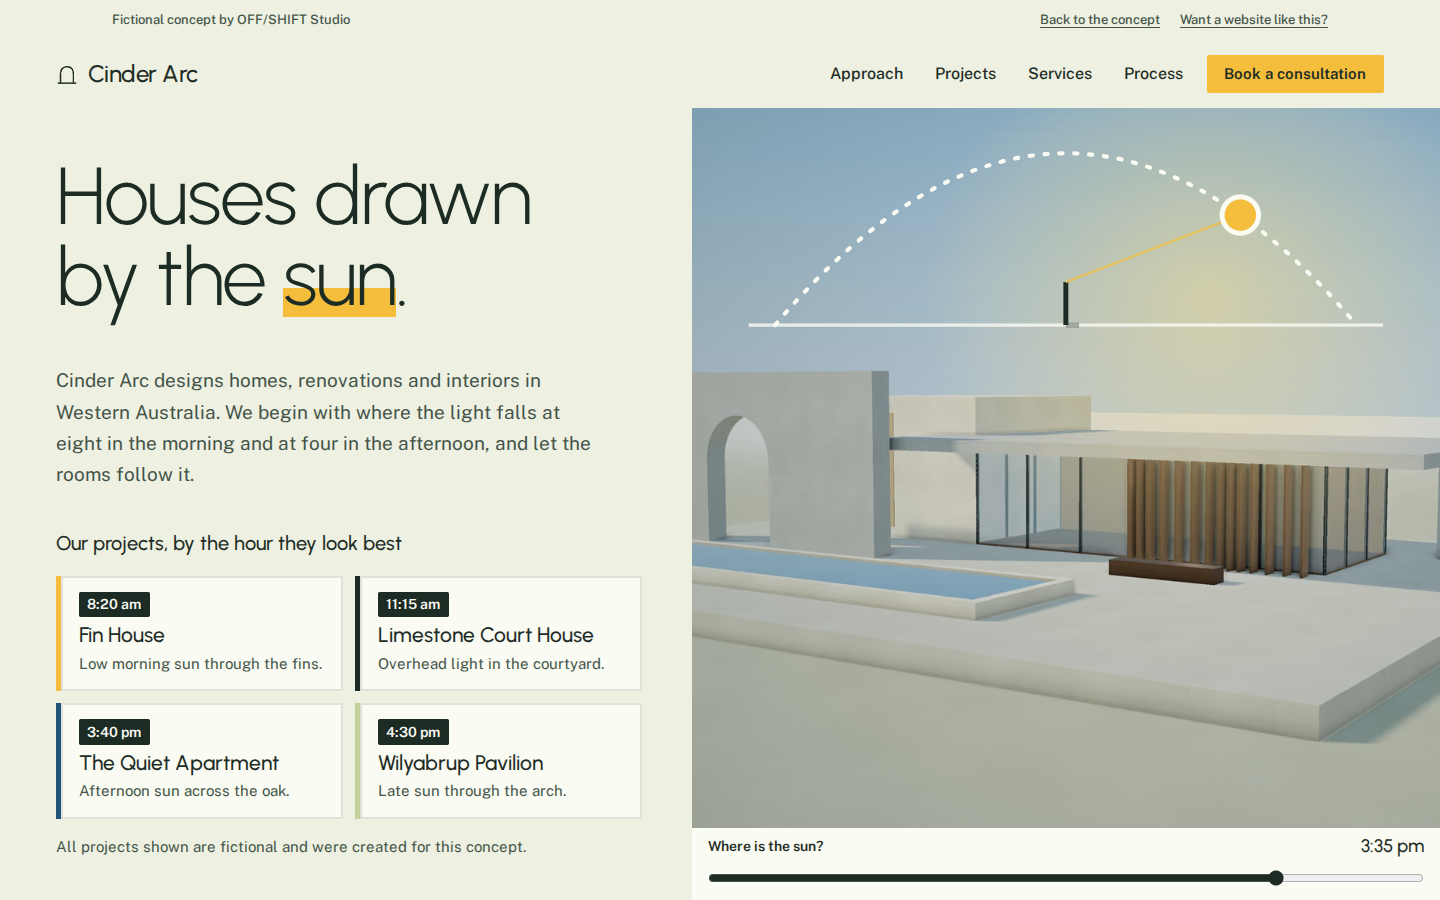 Fictional concept by OFF/SHIFT Studio
Back to the concept
Want a website like this?
Cinder Arc
Approach
Projects
Services
Process
Book a consultation
Houses drawn
by the sun.
Cinder Arc designs homes, renovations and interiors in
Western Australia. We begin with where the light falls at
eight in the morning and at four in the afternoon, and let the
rooms follow it.
Our projects, by the hour they look best
8:20 am
Fin House
Low morning sun through the fins.
11:15 am
Limestone Court House
Overhead light in the courtyard.
3:40 pm
The Quiet Apartment
Afternoon sun across the oak.
4:30 pm
Wilyabrup Pavilion
Late sun through the arch.
All projects shown are fictional and were created for this concept.
Where is the sun?
3:35 pm